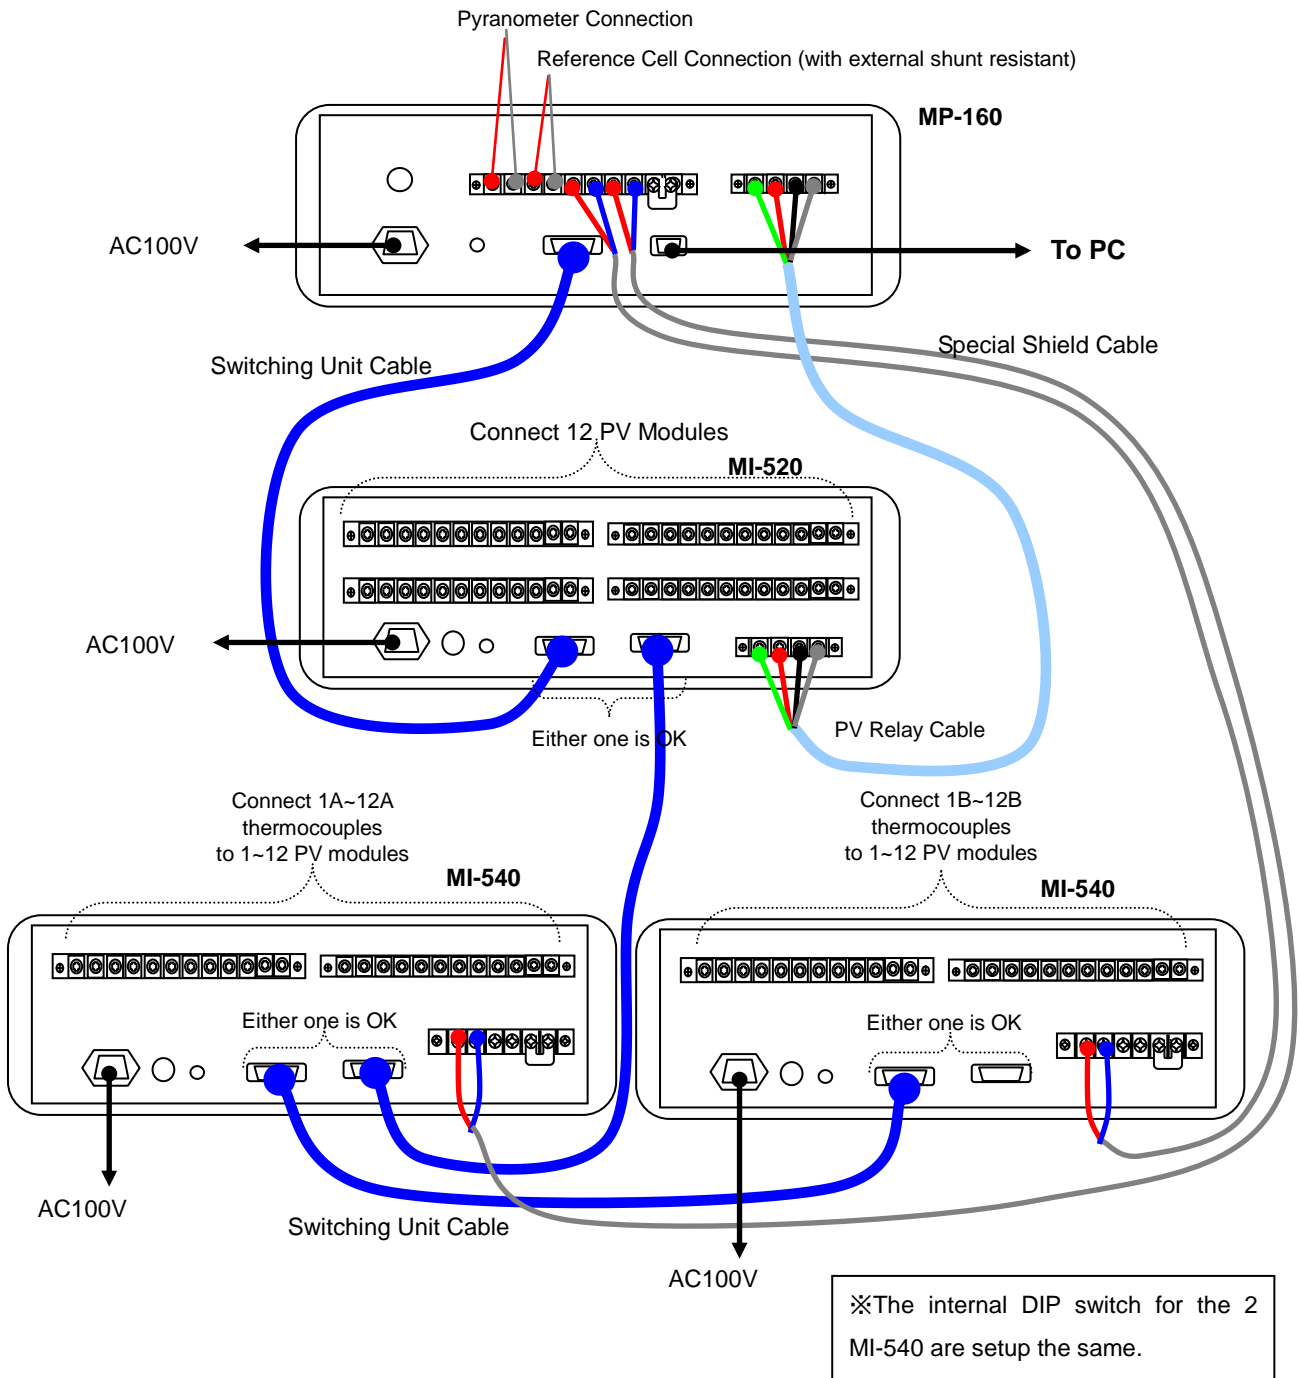 Pyranometer Connection
Reference Cell Connection (with external shunt resistant)
MP-160
AC100V
To PC
Switching Unit Cable
Special Shield Cable
Connect 12 PV Modules
MI-520
AC100V
Either one is OK
PV Relay Cable
Connect 1A~12A
thermocouples
to 1~12 PV modules
MI-540
Connect 1B~12B
thermocouples
to 1~12 PV modules
MI-540
Either one is OK
Either one is OK
AC100V
Switching Unit Cable
AC100V
※The internal DIP switch for the 2
MI-540 are setup the same.